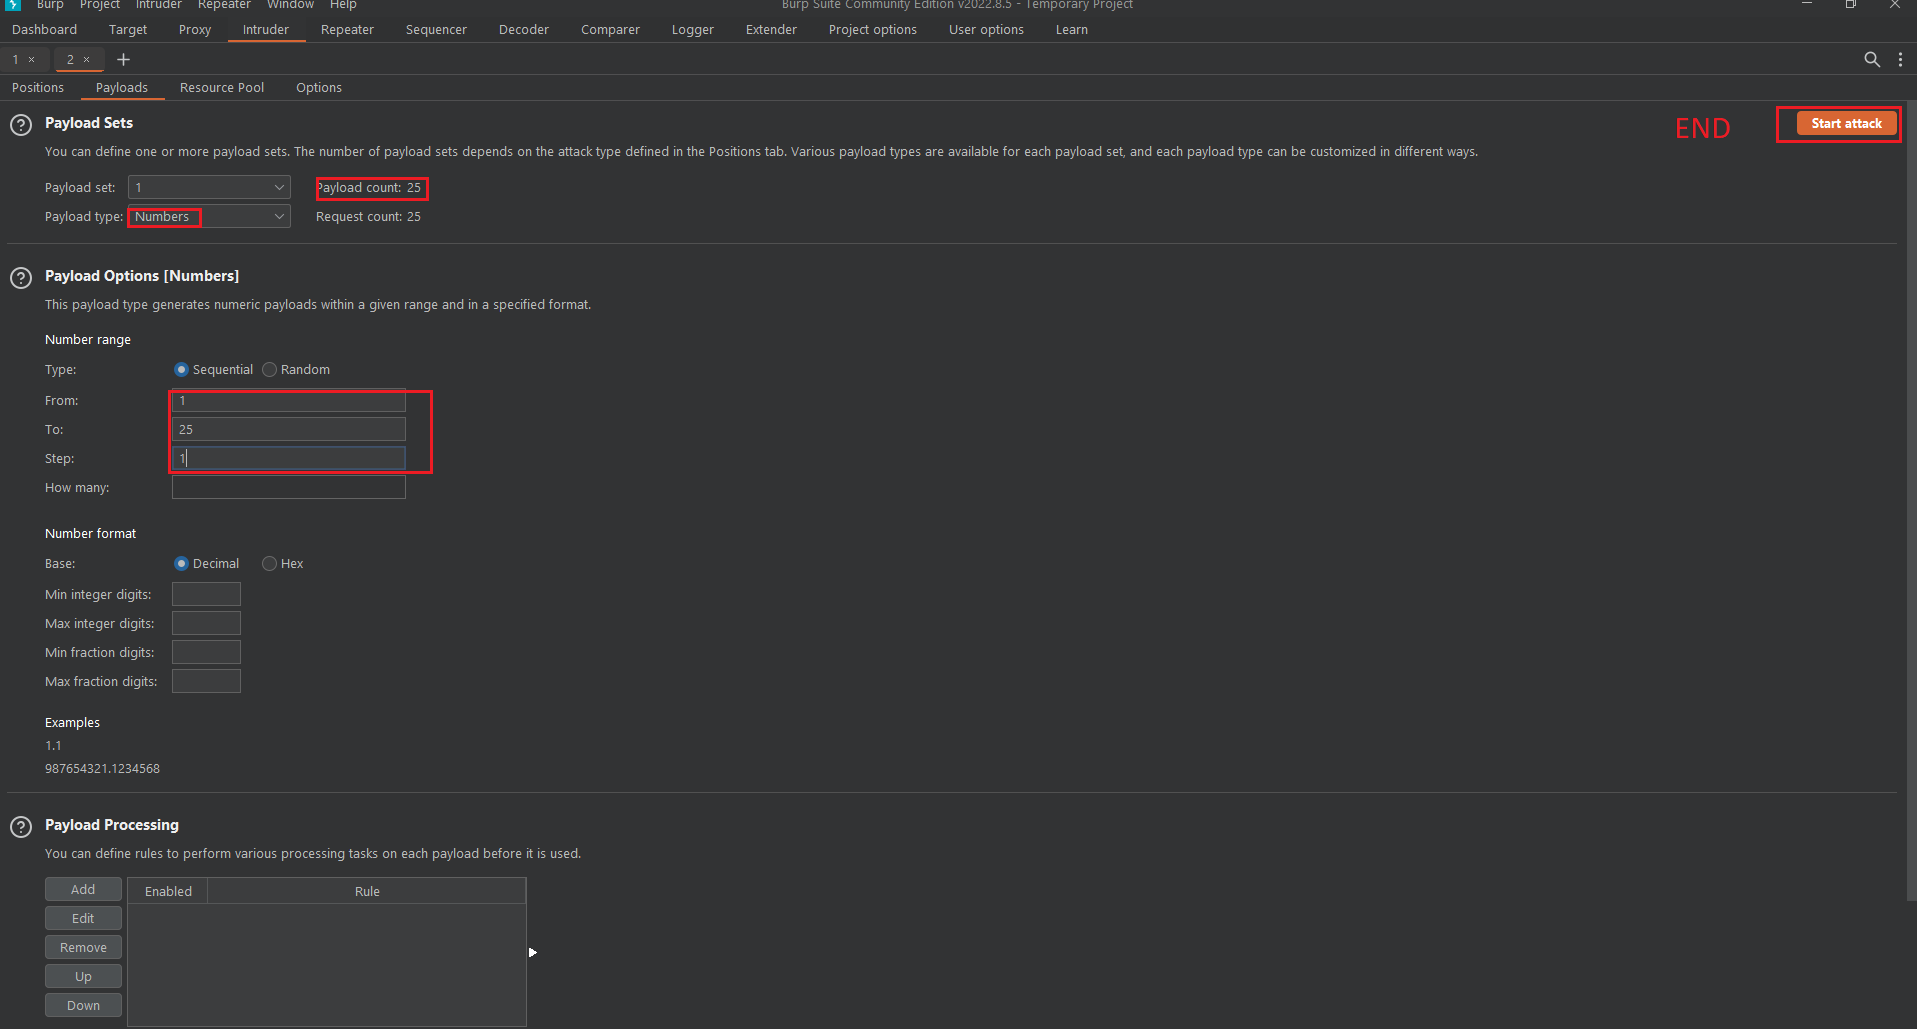 Burp Project Intruder Repeater Window Help Burp Suite Community Edition v2022.8.5 - Temporary Project
Dashboard Target Proxy Intruder Repeater Sequencer Decoder Comparer Logger Extender Project options User options Learn
1 × 2 × +
Positions Payloads Resource Pool Options
? Payload Sets END Start attack
You can define one or more payload sets. The number of payload sets depends on the attack type defined in the Positions tab. Various payload types are available for each payload set, and each payload type can be customized in different ways.
Payload set: 1 Payload count: 25
Payload type: Numbers Request count: 25
? Payload Options [Numbers]
This payload type generates numeric payloads within a given range and in a specified format.
Number range
Type: Sequential Random
From: 1
To: 25
Step: 1
How many:
Number format
Base: Decimal Hex
Min integer digits:
Max integer digits:
Min fraction digits:
Max fraction digits:
Examples
1.1
987654321.1234568
? Payload Processing
You can define rules to perform various processing tasks on each payload before it is used.
Add Enabled Rule
Edit
Remove
Up
Down